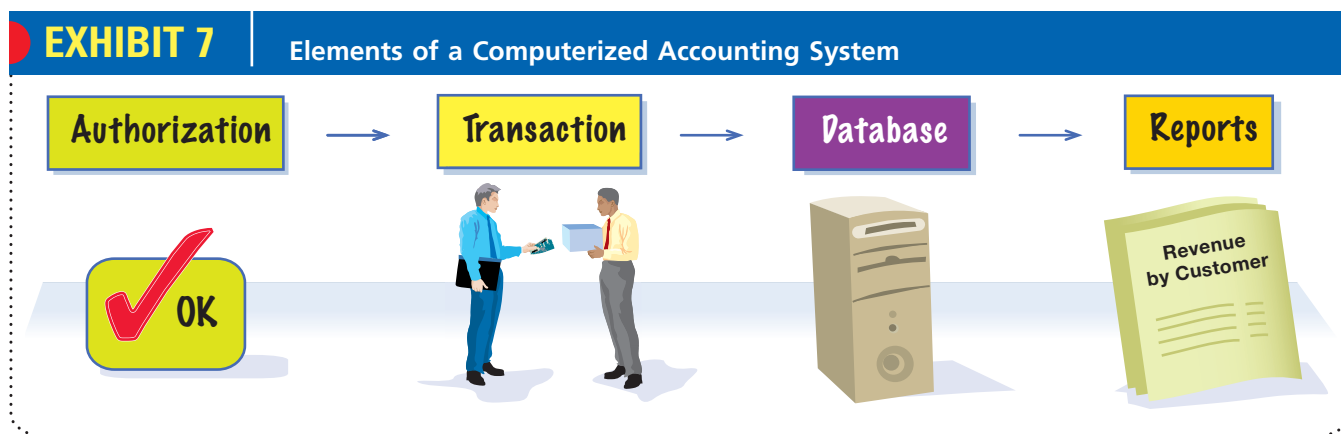 EXHIBIT 7
Elements of a Computerized Accounting System
Authorization
Transaction
Database
Reports
OK
Revenue
by Customer